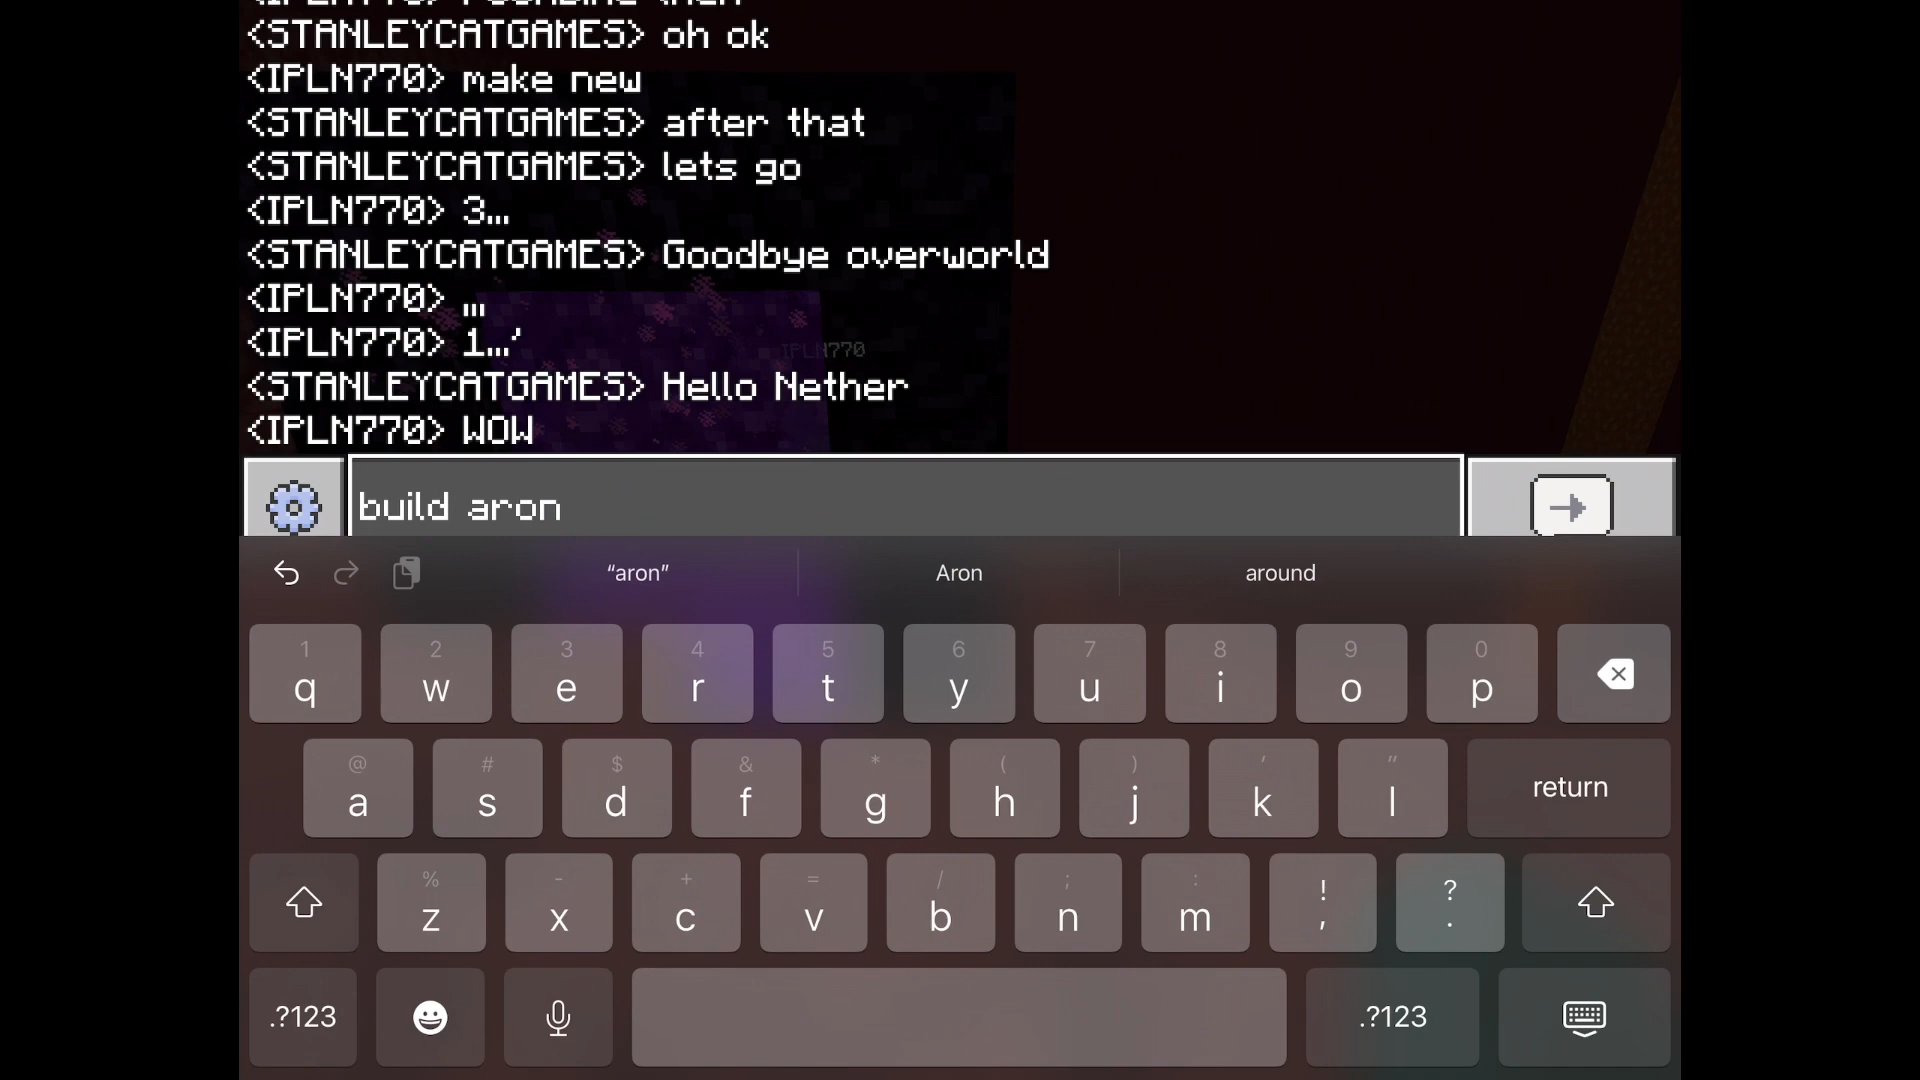 <STANLEYCATGAMES> oh ok
<IPLN770> make new
<STANLEYCATGAMES> after that
<STANLEYCATGAMES> lets go
<IPLN770> 3...
<STANLEYCATGAMES> Goodbye overworld
<IPLN770> ...
<IPLN770> 1...'
IPLN770
<STANLEYCATGAMES> Hello Nether
<IPLN770> WOW
build aron
“aron” Aron around
1 2 3 4 5 6 7 8 9 0
q w e r t y u i o p
@ # $ & * ( ) ' "
a s d f g h j k l return
% - + = / ; : ! ?
z x c v b n m , .
.?123 .?123